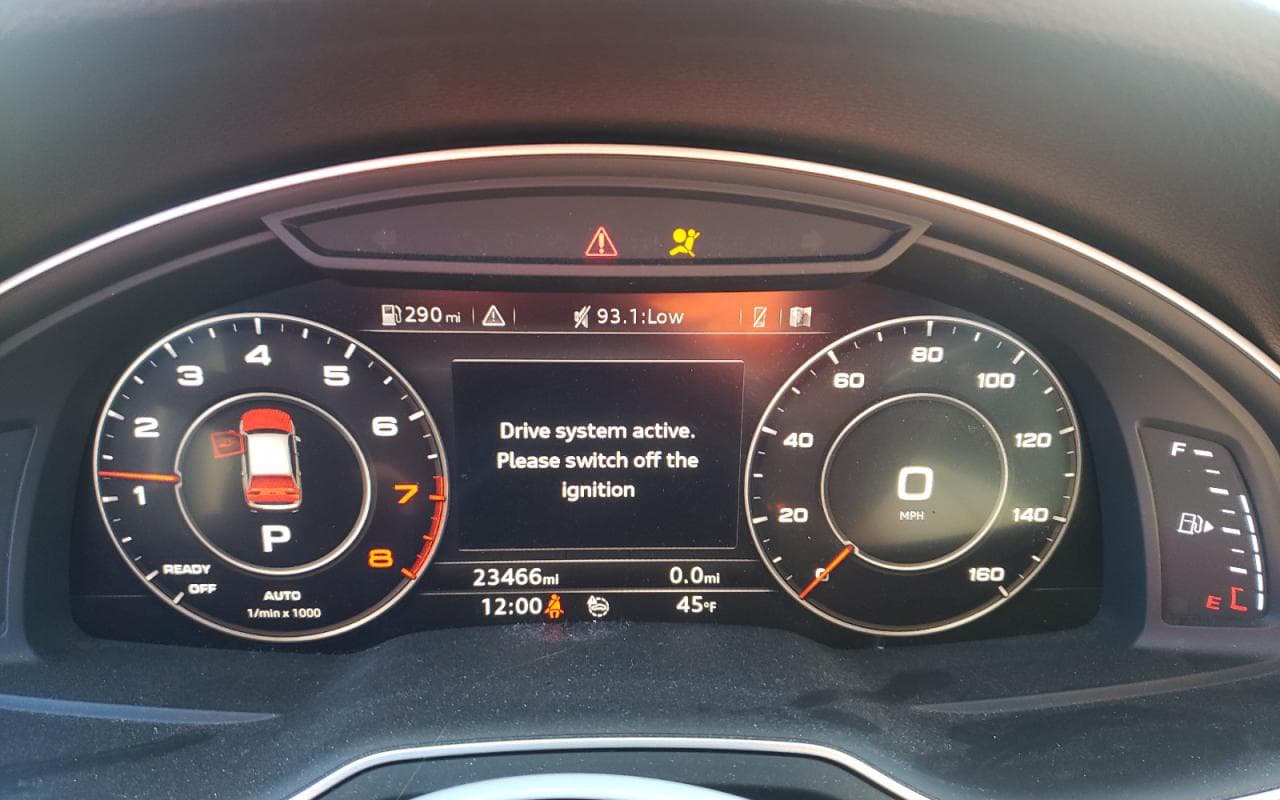 290 mi
93.1:Low
1
2
3
4
5
6
7
8
P
READY
OFF
AUTO
1/min x 1000
Drive system active.
Please switch off the
ignition
0
20
40
60
80
100
120
140
160
0
MPH
F
E
23466mi
0.0mi
12:00
45°F